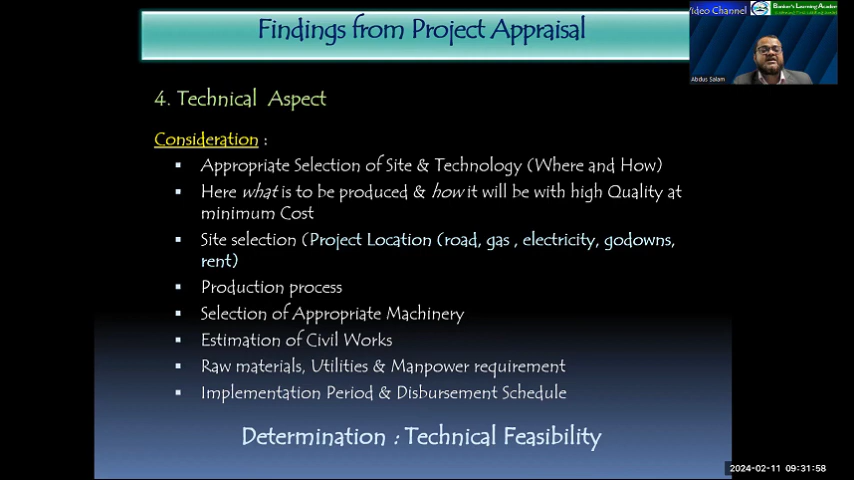 Findings from Project Appraisal
Video Channel
Banker's Learning Academ
Abdus Salam
4. Technical Aspect
Consideration :
▪ Appropriate Selection of Site & Technology (Where and How)
▪ Here what is to be produced & how it will be with high Quality at
minimum Cost
▪ Site selection (Project Location (road, gas , electricity, godowns,
rent)
▪ Production process
▪ Selection of Appropriate Machinery
▪ Estimation of Civil Works
▪ Raw materials, Utilities & Manpower requirement
▪ Implementation Period & Disbursement Schedule
Determination : Technical Feasibility
2024-02-11 09:31:58